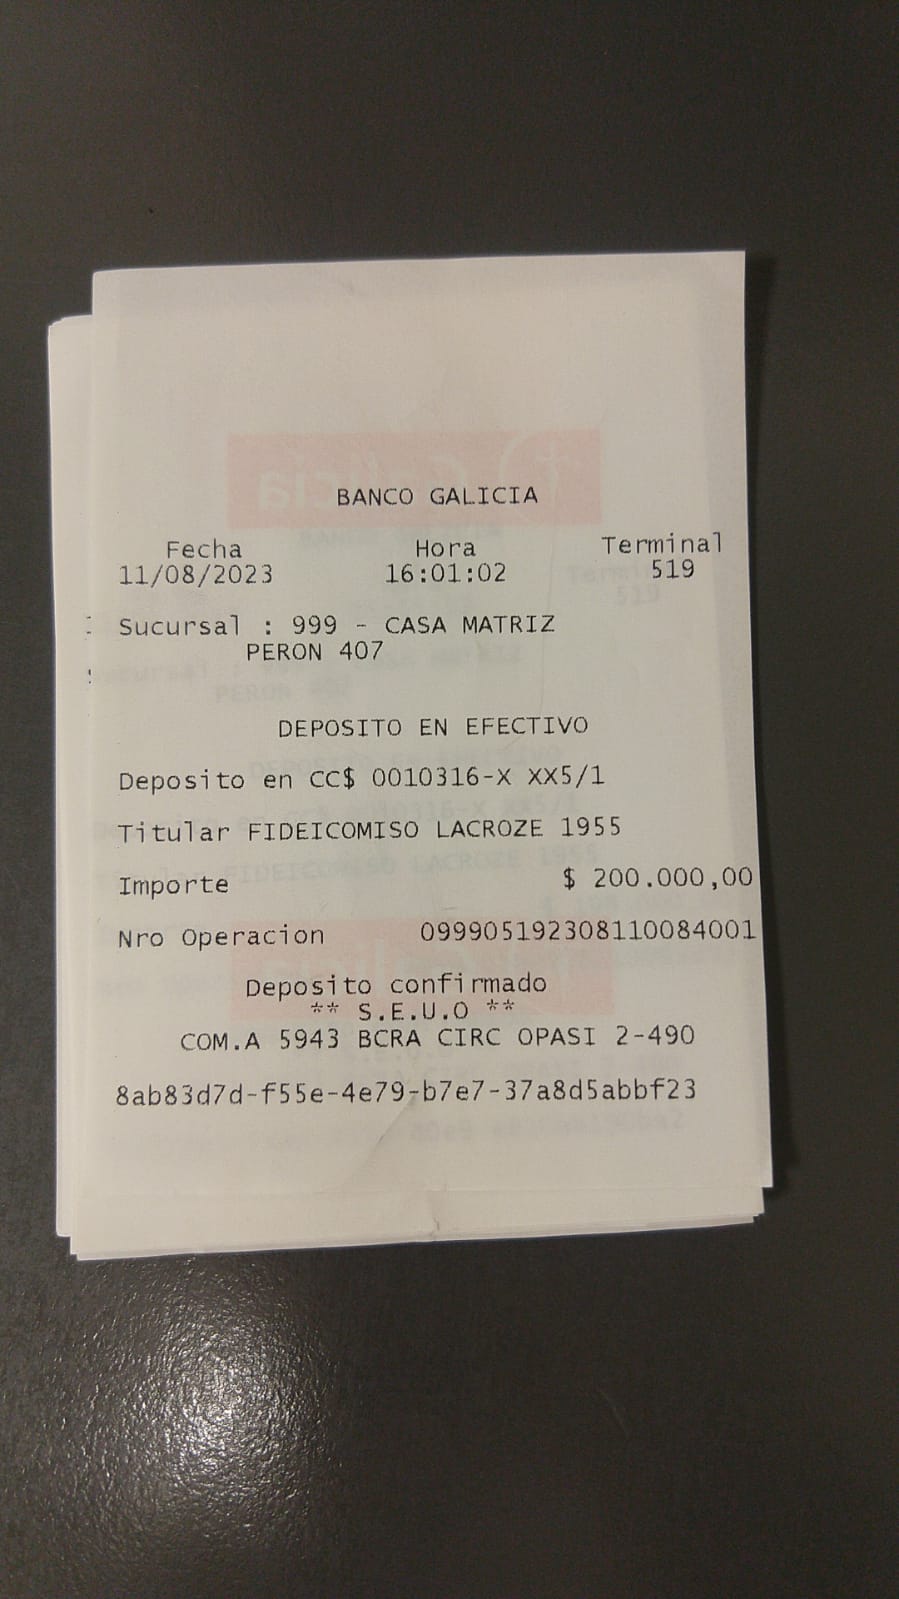 BANCO GALICIA
Fecha Hora Terminal
11/08/2023 16:01:02 519
Sucursal : 999 - CASA MATRIZ
PERON 407
DEPOSITO EN EFECTIVO
Deposito en CC$ 0010316-X XX5/1
Titular FIDEICOMISO LACROZE 1955
Importe $ 200.000,00
Nro Operacion 0999051923081100​84001
Deposito confirmado
** S.E.U.O **
COM.A 5943 BCRA CIRC OPASI 2-490
8ab83d7d-f55e-4e79-b7e7-37a8d5abbf23